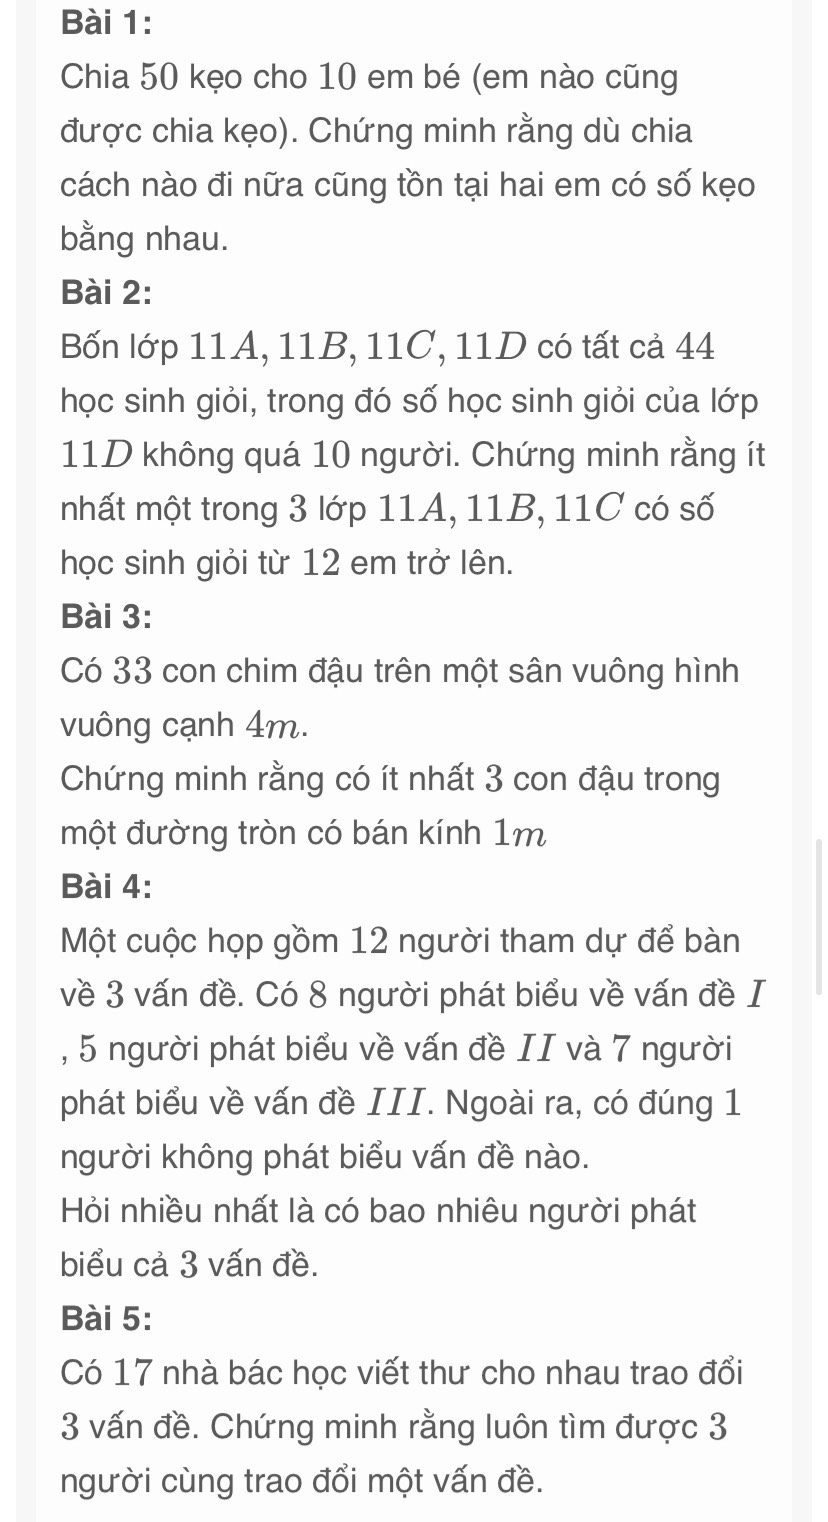 Bài 1:
Chia 50 kẹo cho 10 em bé (em nào cũng
được chia kẹo). Chứng minh rằng dù chia
cách nào đi nữa cũng tồn tại hai em có số kẹo
bằng nhau.
Bài 2:
Bốn lớp 11A, 11B, 11C, 11D có tất cả 44
học sinh giỏi, trong đó số học sinh giỏi của lớp
11D không quá 10 người. Chứng minh rằng ít
nhất một trong 3 lớp 11A, 11B, 11C có số
học sinh giỏi từ 12 em trở lên.
Bài 3:
Có 33 con chim đậu trên một sân vuông hình
vuông cạnh 4m.
Chứng minh rằng có ít nhất 3 con đậu trong
một đường tròn có bán kính 1m
Bài 4:
Một cuộc họp gồm 12 người tham dự để bàn
về 3 vấn đề. Có 8 người phát biểu về vấn đề I
, 5 người phát biểu về vấn đề II và 7 người
phát biểu về vấn đề III. Ngoài ra, có đúng 1
người không phát biểu vấn đề nào.
Hỏi nhiều nhất là có bao nhiêu người phát
biểu cả 3 vấn đề.
Bài 5:
Có 17 nhà bác học viết thư cho nhau trao đổi
3 vấn đề. Chứng minh rằng luôn tìm được 3
người cùng trao đổi một vấn đề.